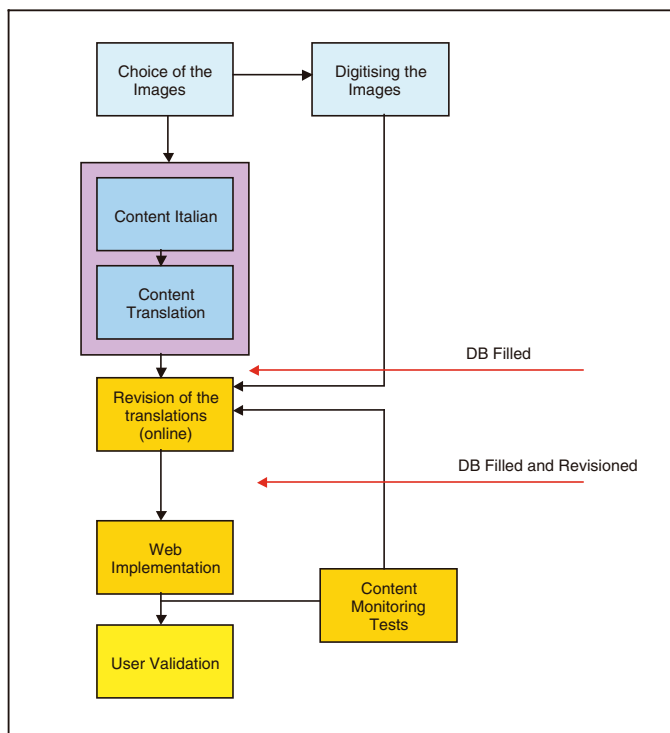 Choice of the
Images
Digitising the
Images
Content Italian
Content
Translation
DB Filled
Revision of the
translations
(online)
DB Filled and Revisioned
Web
Implementation
Content
Monitoring
Tests
User Validation